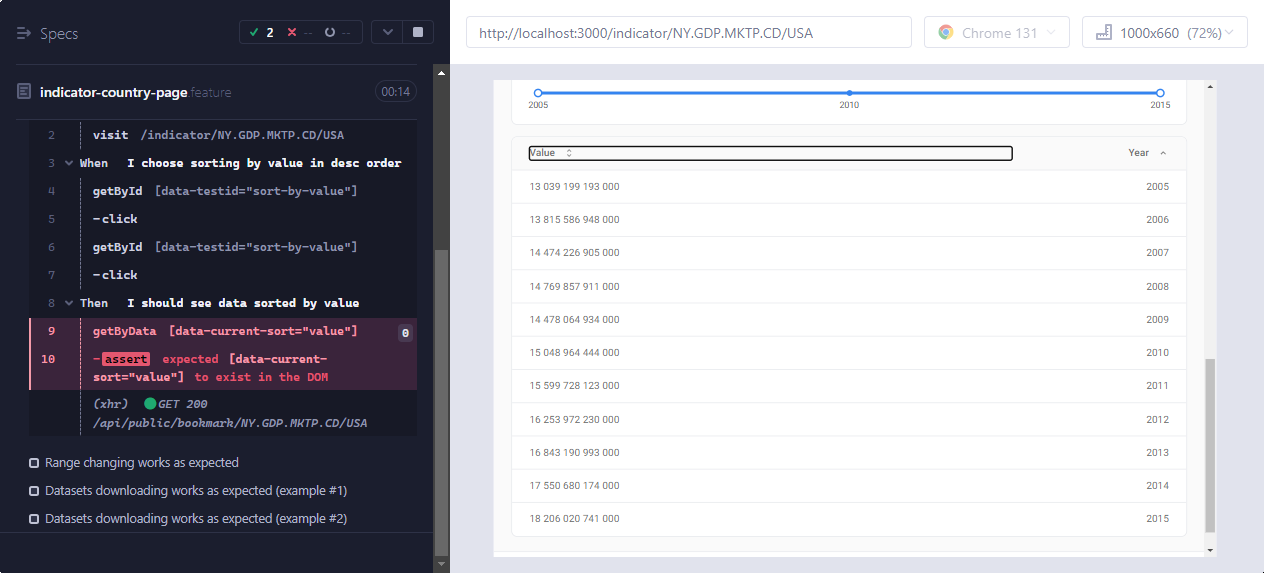 Specs
2 -- --
indicator-country-page.feature 00:14
2 visit /indicator/NY.GDP.MKTP.CD/USA
3 When I choose sorting by value in desc order
4 getById [data-testid="sort-by-value"]
5 -click
6 getById [data-testid="sort-by-value"]
7 -click
8 Then I should see data sorted by value
9 getByData [data-current-sort="value"] 0
10 -assert expected [data-current-
sort="value"] to exist in the DOM
(xhr) GET 200
/api/public/bookmark/NY.GDP.MKTP.CD/USA
Range changing works as expected
Datasets downloading works as expected (example #1)
Datasets downloading works as expected (example #2)
http://localhost:3000/indicator/NY.GDP.MKTP.CD/USA
Chrome 131
1000x660 (72%)
2005 2010 2015
Value Year
13 039 199 193 000 2005
13 815 586 948 000 2006
14 474 226 905 000 2007
14 769 857 911 000 2008
14 478 064 934 000 2009
15 048 964 444 000 2010
15 599 728 123 000 2011
16 253 972 230 000 2012
16 843 190 993 000 2013
17 550 680 174 000 2014
18 206 020 741 000 2015